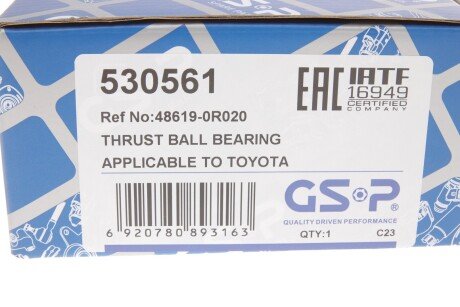 530561
Ref No:48619-0R020
THRUST BALL BEARING
APPLICABLE TO TOYOTA
EAC
IATF
16949
CERTIFIED
COMPANY
6 920780 893163
GSP
QUALITY DRIVEN PERFORMANCE ®
QTY:1
C23